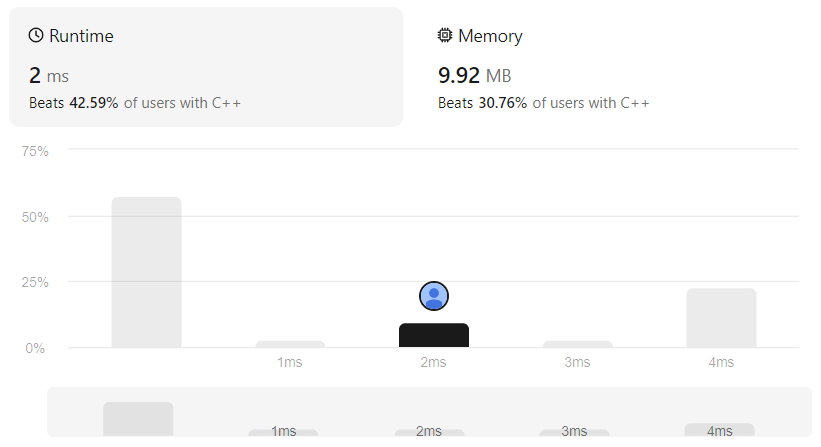 Runtime
2 ms
Beats 42.59% of users with C++
Memory
9.92 MB
Beats 30.76% of users with C++
75%
50%
25%
0%
1ms
2ms
3ms
4ms
1ms
2ms
3ms
4ms